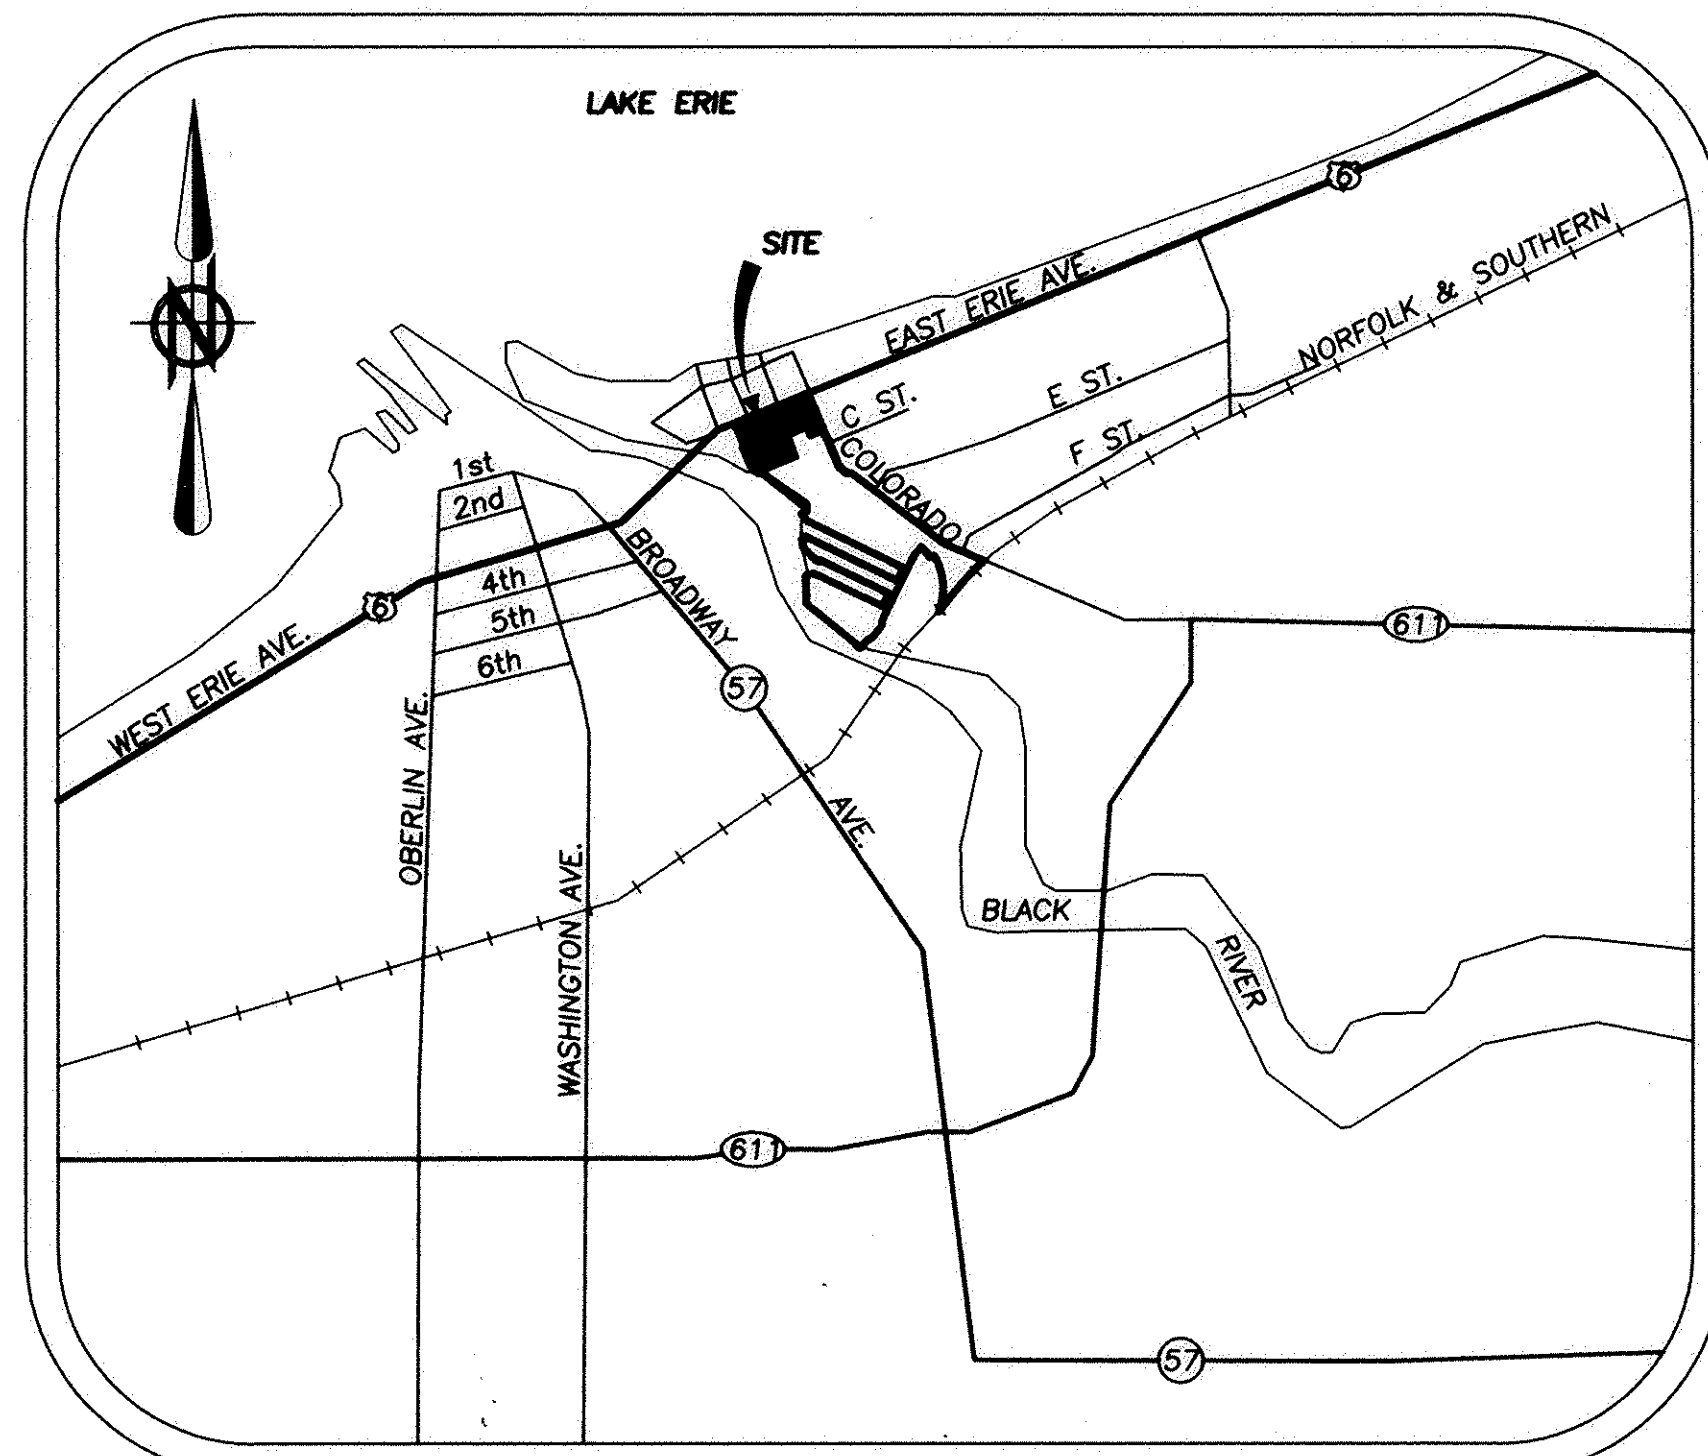 LAKE ERIE
6
SITE
NORFOLK & SOUTHERN
EAST ERIE AVE.
N
E ST.
C ST.
F ST.
COLORADO
1st
2nd
BROADWAY
4th
6
5th
611
6th
WEST ERIE AVE.
57
OBERLIN AVE.
AVE.
WASHINGTON AVE.
BLACK
RIVER
611
57